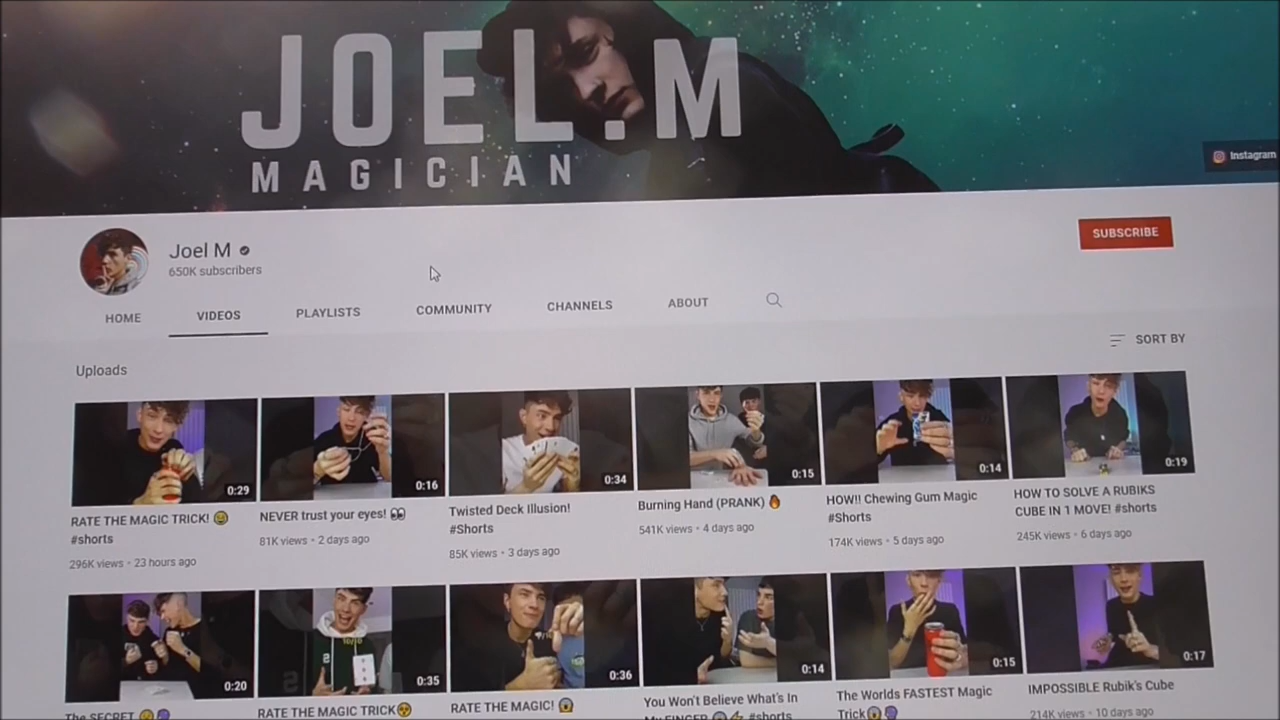 JOEL.M
MAGICIAN
Instagram
Joel M
650K subscribers
SUBSCRIBE
HOME
VIDEOS
PLAYLISTS
COMMUNITY
CHANNELS
ABOUT
SORT BY
Uploads
0:29
0:16
0:34
0:15
0:14
0:19
RATE THE MAGIC TRICK! 😆
#shorts
296K views • 23 hours ago
NEVER trust your eyes! 👀
81K views • 2 days ago
Twisted Deck Illusion!
#Shorts
85K views • 3 days ago
Burning Hand (PRANK) 🔥
541K views • 4 days ago
HOW!! Chewing Gum Magic
#Shorts
174K views • 5 days ago
HOW TO SOLVE A RUBIKS
CUBE IN 1 MOVE! #shorts
245K views • 6 days ago
0:20
0:35
0:36
0:14
0:15
0:17
The SECRET
RATE THE MAGIC TRICK😲
RATE THE MAGIC! 😱
You Won't Believe What's In
My FINGER #shorts
The Worlds FASTEST Magic
Trick😱
IMPOSSIBLE Rubik's Cube
214K views • 10 days ago